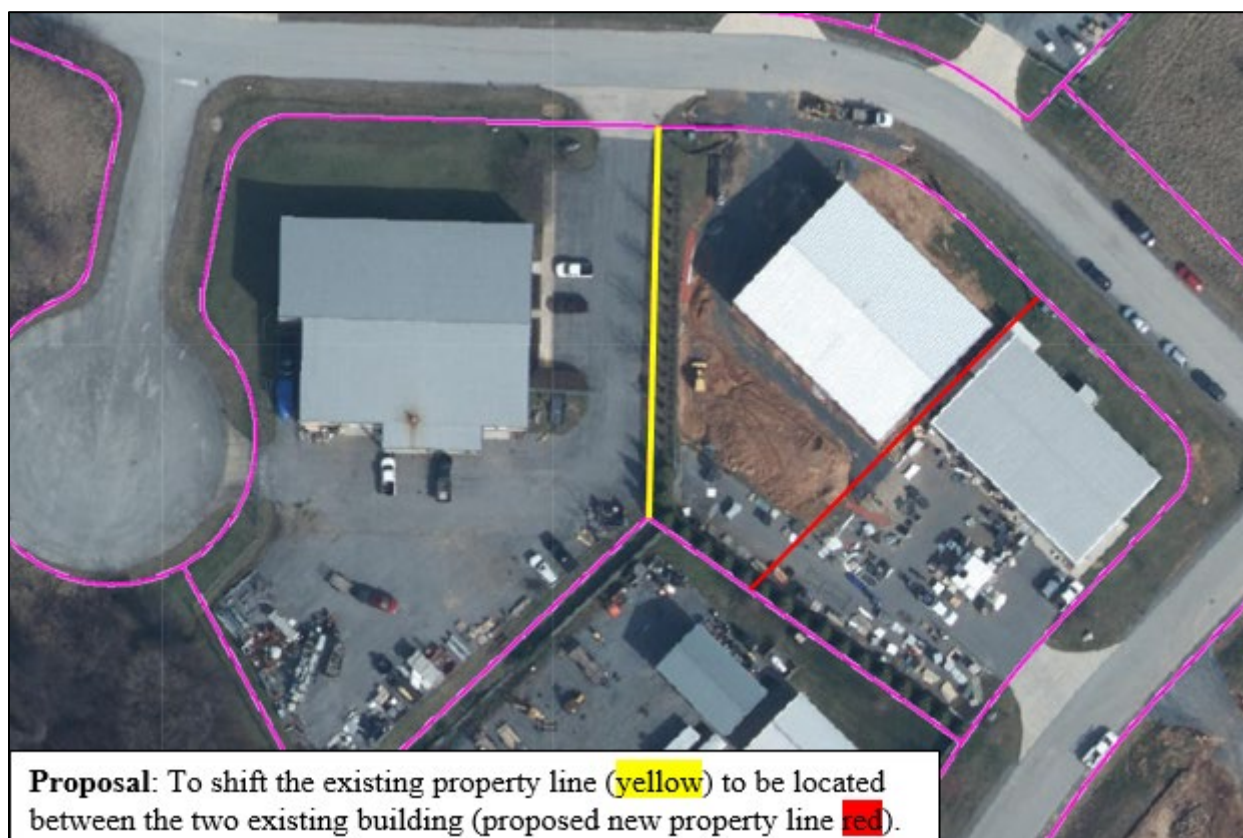 Proposal: To shift the existing property line (yellow) to be located
between the two existing building (proposed new property line red).